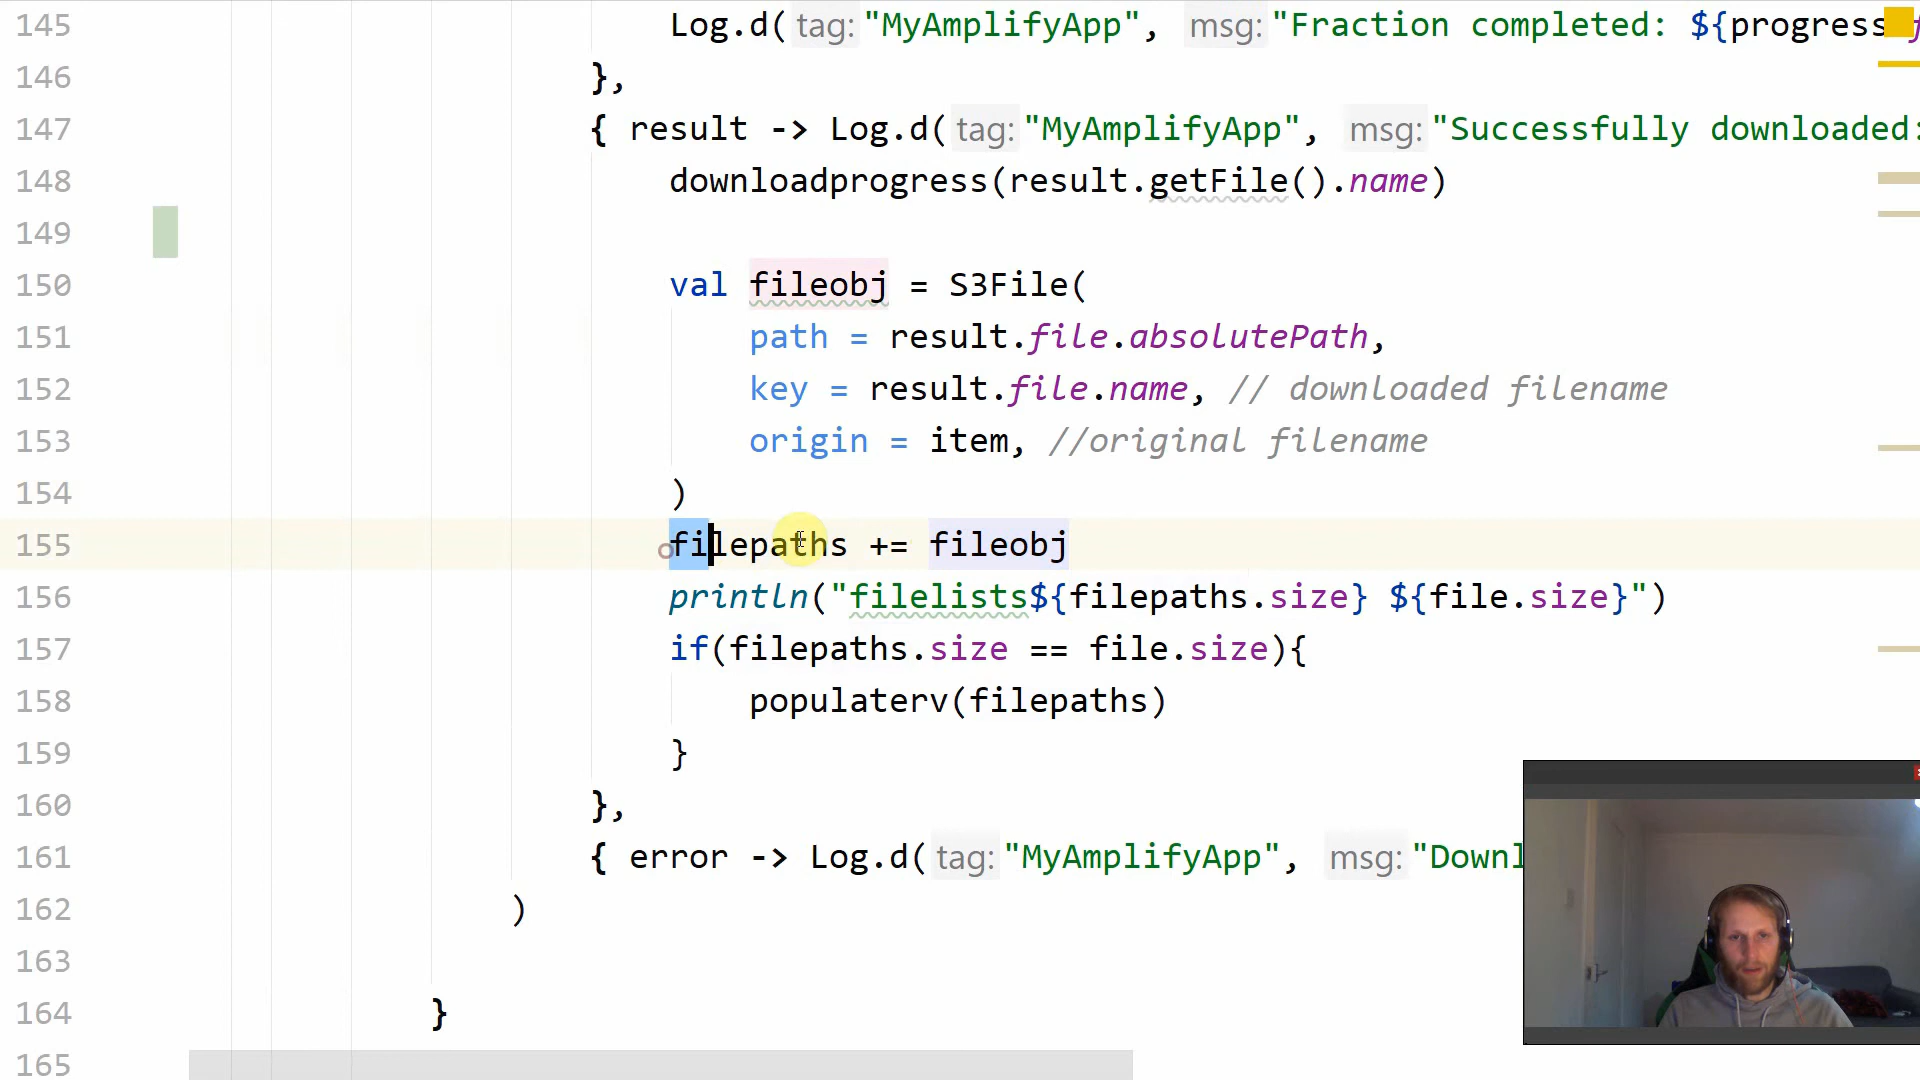 145 Log.d( tag: "MyAmplifyApp", msg: "Fraction completed: ${progress
146 },
147 { result -> Log.d( tag: "MyAmplifyApp", msg: "Successfully downloaded:
148 downloadprogress(result.getFile().name)
149
150 val fileobj = S3File(
151 path = result.file.absolutePath,
152 key = result.file.name, // downloaded filename
153 origin = item, //original filename
154 )
155 filepaths += fileobj
156 println("filelists${filepaths.size} ${file.size}")
157 if(filepaths.size == file.size){
158 populaterv(filepaths)
159 }
160 },
161 { error -> Log.d( tag: "MyAmplifyApp", msg: "Downl
162 )
163
164 }
165